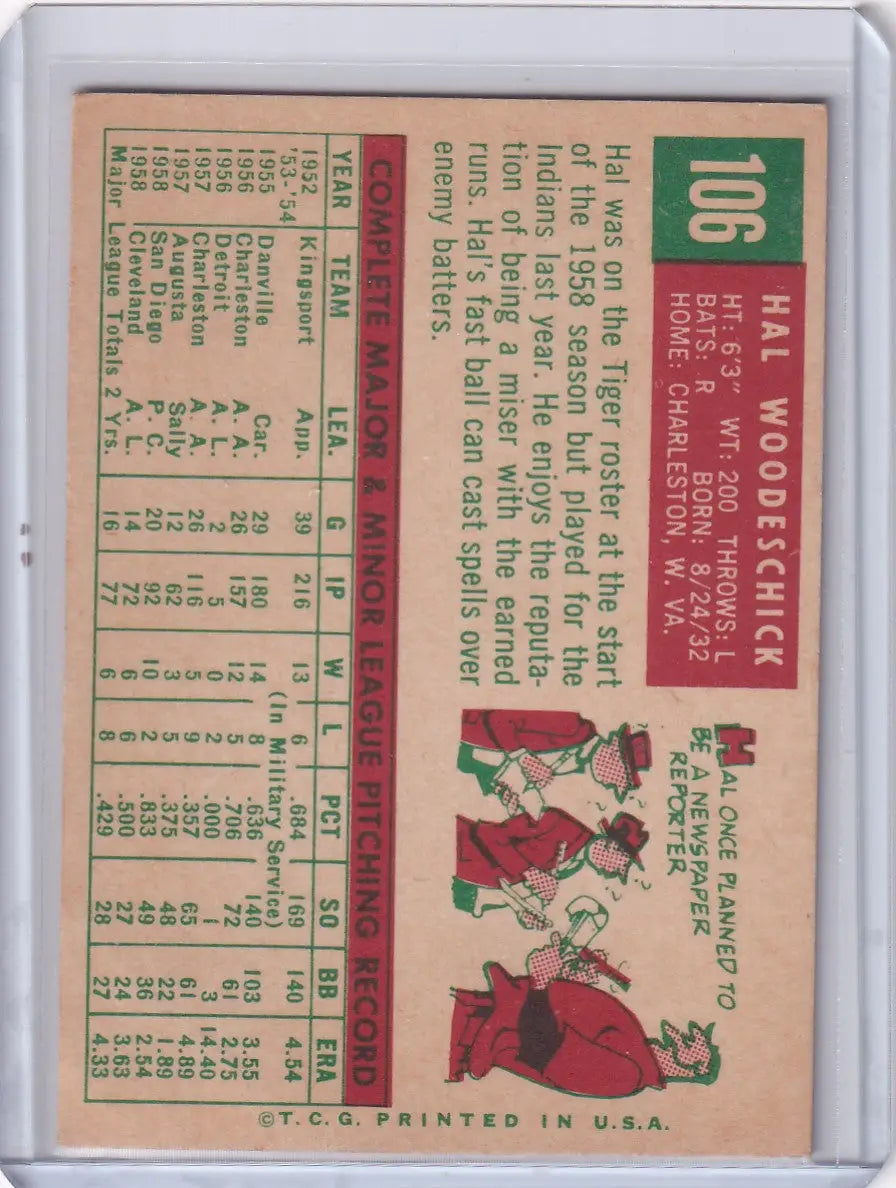 106
HAL WOODESCHICK
HT: 6'3" WT: 200 THROWS: L
BATS: R BORN: 8/24/32
HOME: CHARLESTON, W. VA.
Hal was on the Tiger roster at the start
of the 1958 season but played for the
Indians last year. He enjoys the reputa-
tion of being a miser with the earned
runs. Hal's fast ball can cast spells over
enemy batters.
HAL ONCE PLANNED TO
BE A NEWSPAPER
REPORTER
COMPLETE MAJOR & MINOR LEAGUE PITCHING RECORD
YEAR TEAM LEA. G IP W L PCT SO BB ERA
1952 Kingsport App. 39 216 13 6 .684 169 140 4.54
'53-'54 (In Military Service)
1955 Danville Car. 29 180 14 8 .636 140 103 3.55
1956 Charleston A. A. 26 157 12 5 .706 72 61 2.75
1956 Detroit A. L. 2 5 0 2 .000 1 3 14.40
1957 Charleston A. A. 26 116 5 9 .357 65 61 4.89
1957 Augusta Sally 12 62 3 5 .375 48 22 1.89
1958 San Diego P. C. 20 92 10 2 .833 49 36 2.54
1958 Cleveland A. L. 14 72 6 6 .500 27 24 3.63
Major League Totals 2 Yrs. 16 77 6 8 .429 28 27 4.33
©T. C. G. PRINTED IN U.S.A.